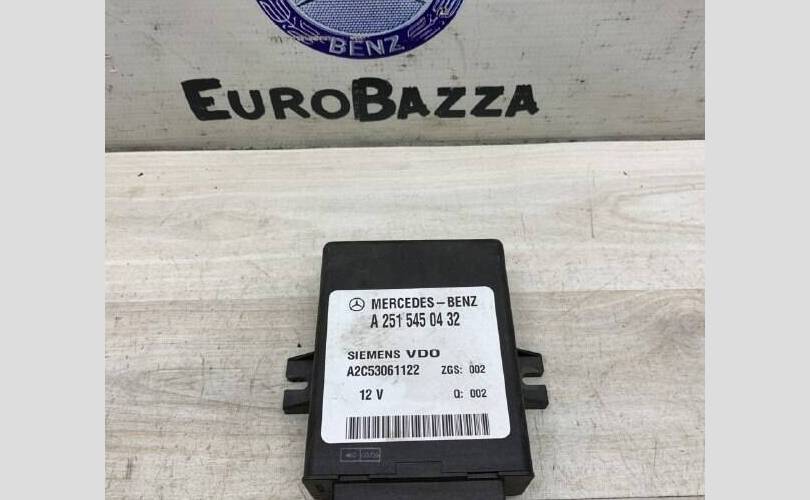 BENZ
EUROBAZZA
MERCEDES-BENZ
A 251 545 04 32
SIEMENS VDO
A2C53061122 ZGS: 002
12 V Q: 002